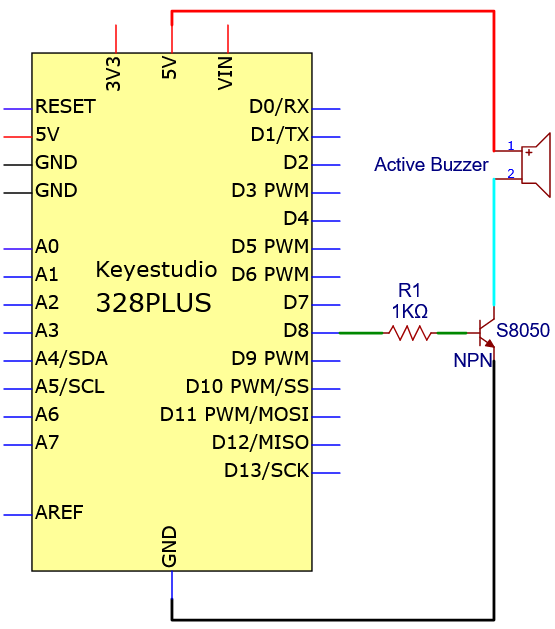 3V3
5V
VIN
RESET
5V
GND
GND
A0
A1
A2
A3
A4/SDA
A5/SCL
A6
A7
AREF
Keyestudio
328PLUS
D0/RX
D1/TX
D2
D3 PWM
D4
D5 PWM
D6 PWM
D7
D8
D9 PWM
D10 PWM/SS
D11 PWM/MOSI
D12/MISO
D13/SCK
GND
1
+
2
Active Buzzer
R1
1KΩ
S8050
NPN